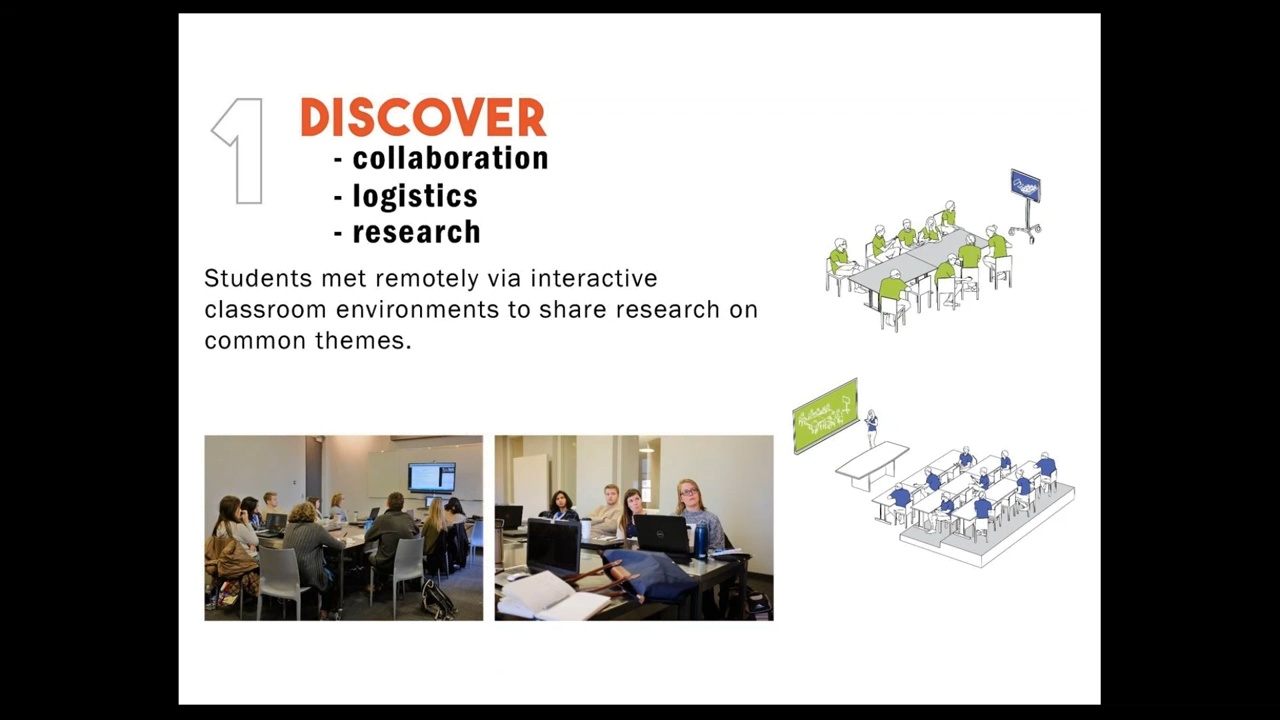 1
DISCOVER
- collaboration
- logistics
- research
Students met remotely via interactive
classroom environments to share research on
common themes.